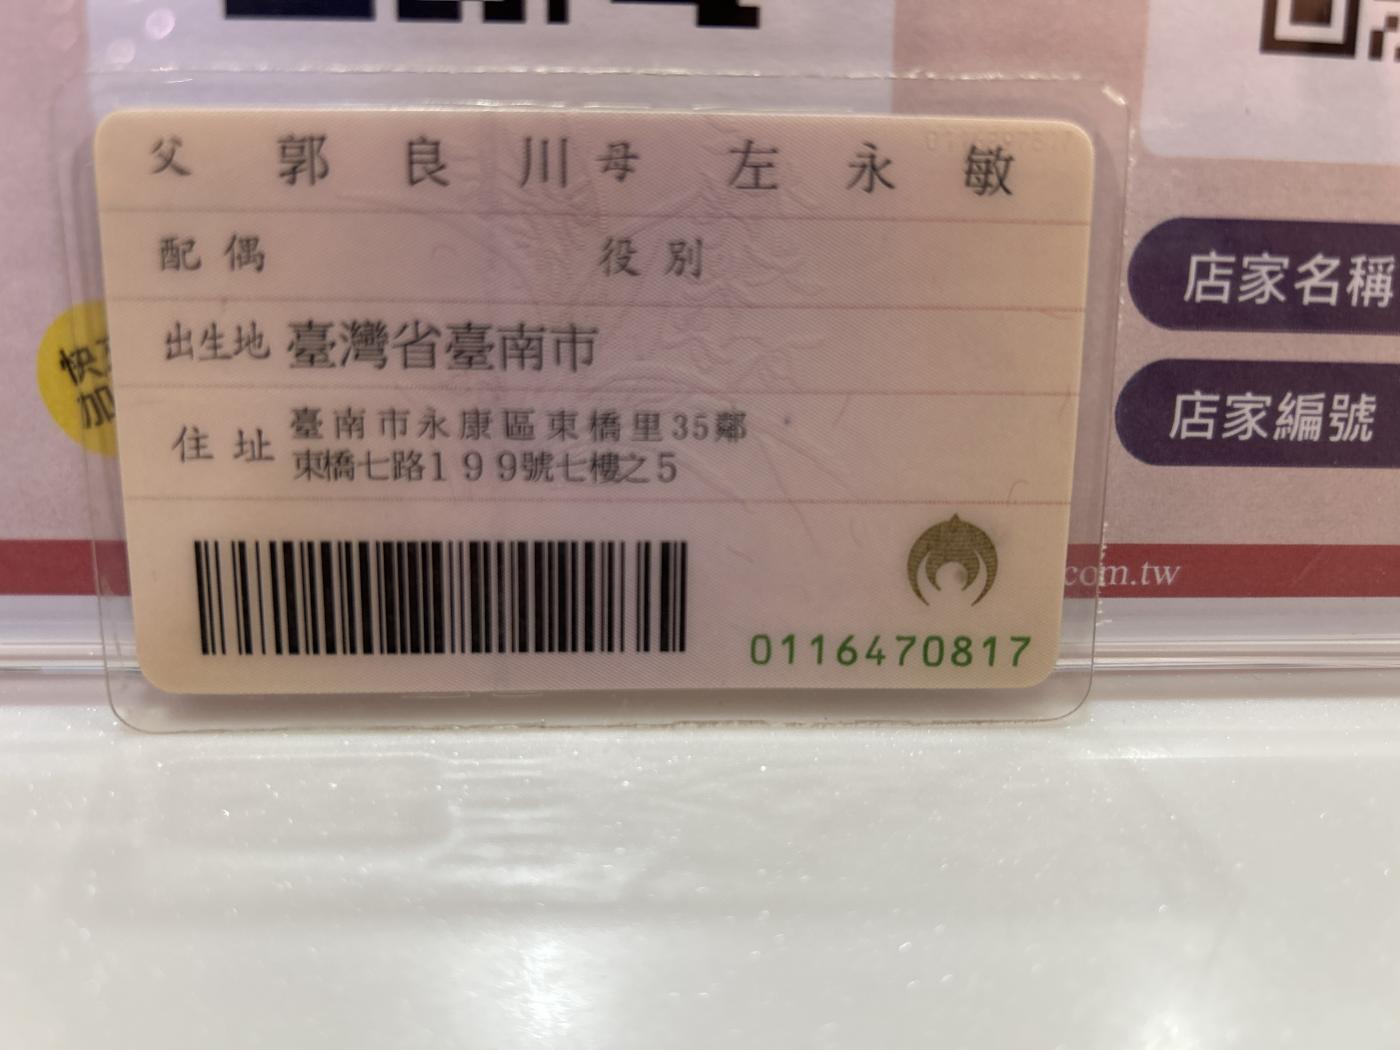 父 郭良川 母 左永敏
配偶 役別
出生地 臺灣省臺南市
住址 臺南市永康區東橋里35鄰
東橋七路199號七樓之5
0116470817
店家名稱
店家編號
快
加
com.tw